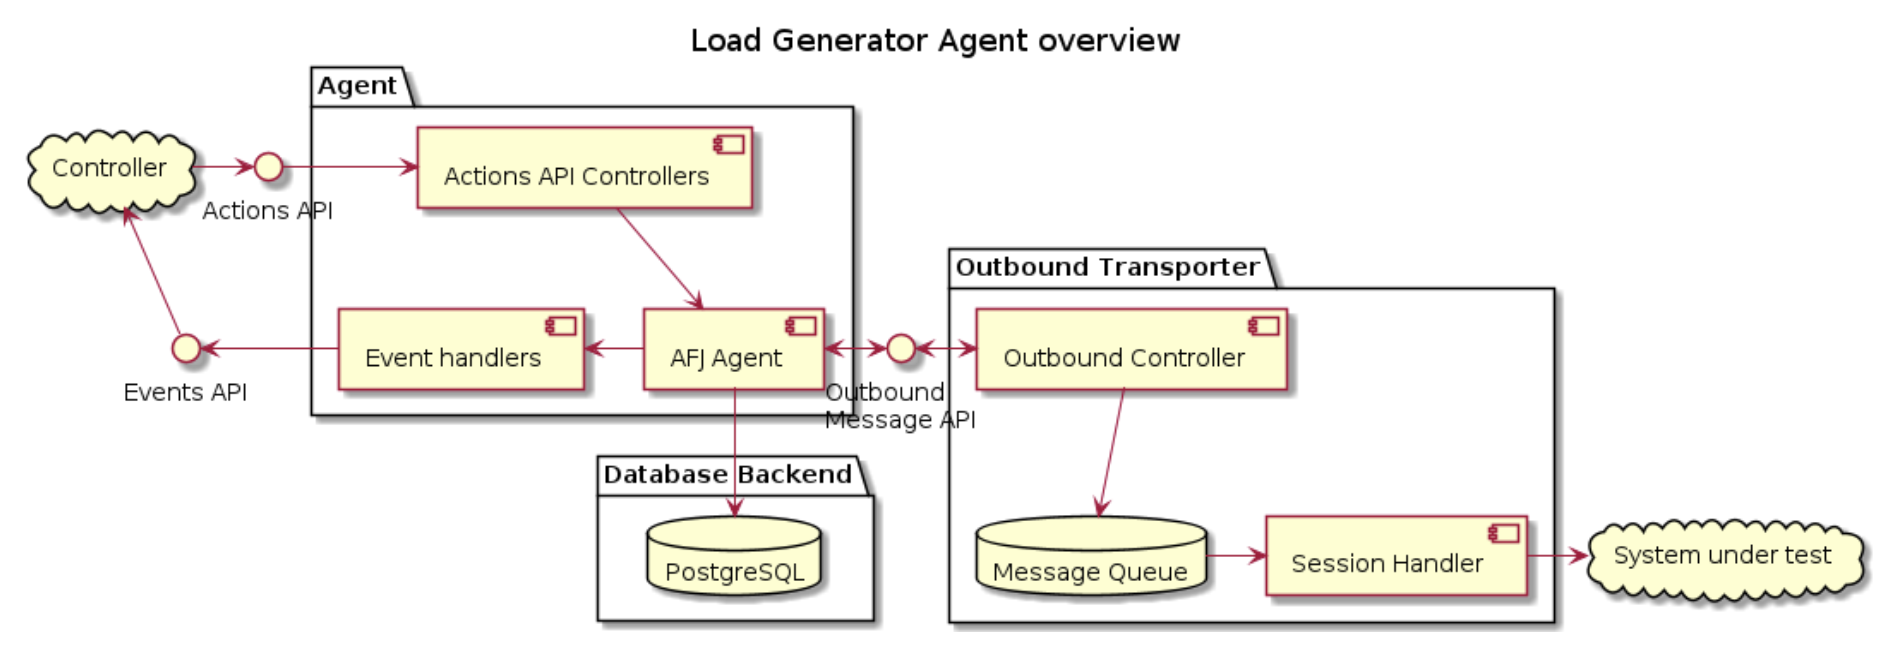 Load Generator Agent overview
Agent
Controller
Actions API
Actions API Controllers
Outbound Transporter
Event handlers
AFJ Agent
Outbound Controller
Events API
Outbound
Message API
Database Backend
PostgreSQL
Message Queue
Session Handler
System under test